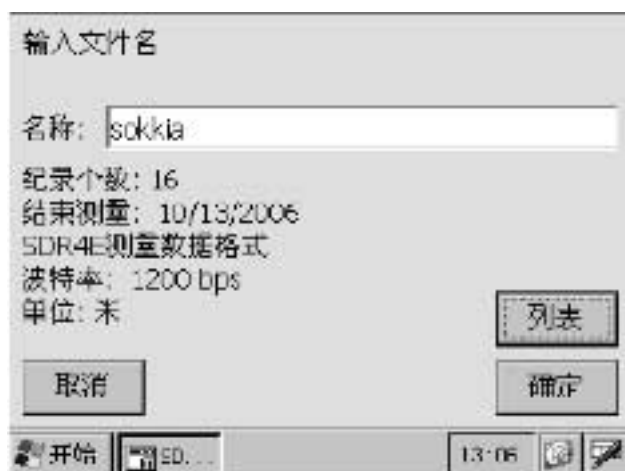 输入文件名
名称: sokkia
纪录个数: 16
结束测量: 10/13/2006
SDR4E测量数据格式
波特率: 1200 bps
单位: 米
列表
取消
确定
开始
SD...
13:06